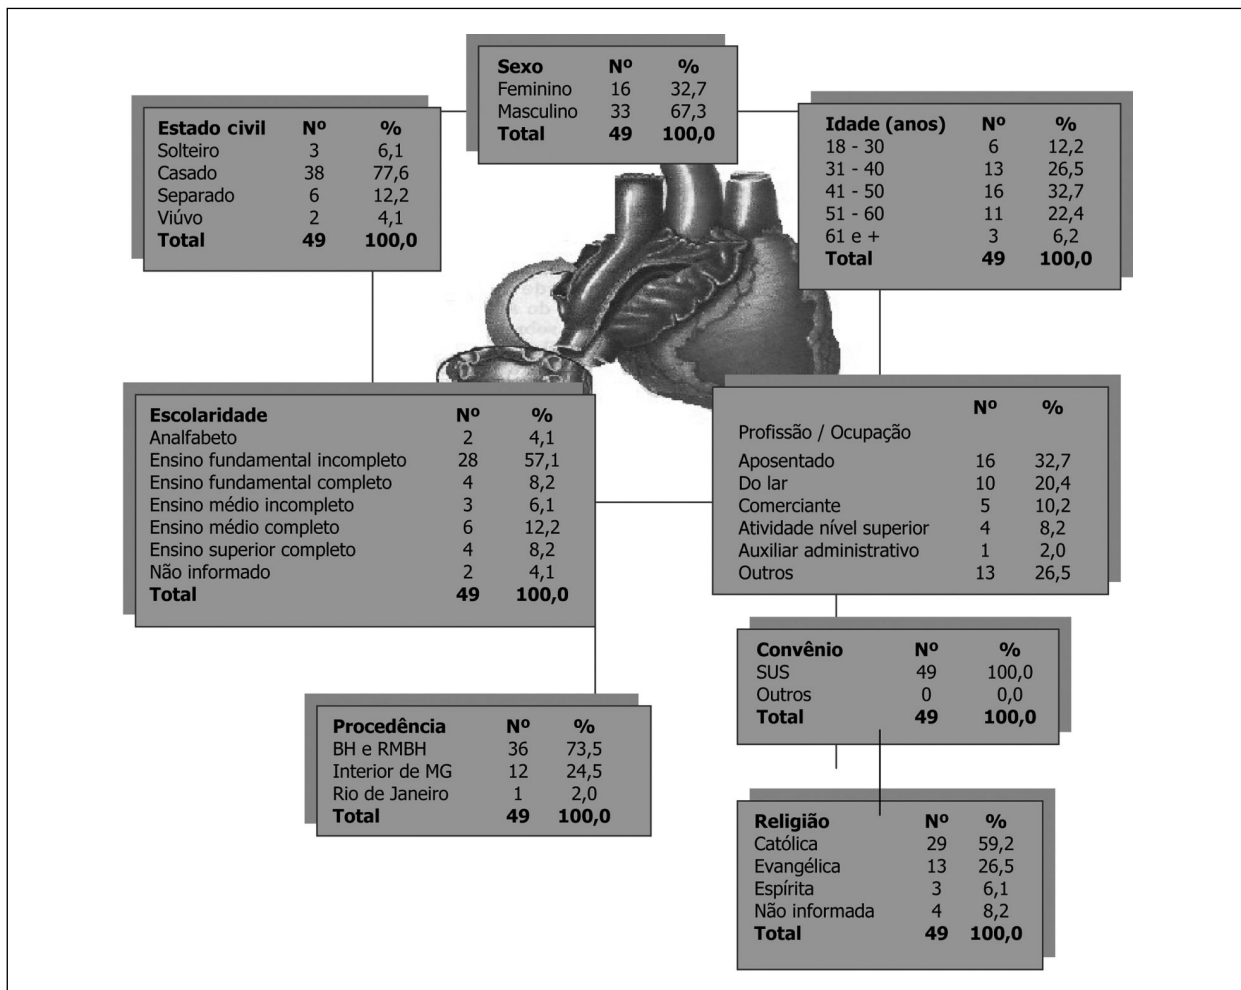 Sexo Nº %
Feminino 16 32,7
Masculino 33 67,3
Total 49 100,0
Estado civil Nº %
Solteiro 3 6,1
Casado 38 77,6
Separado 6 12,2
Viúvo 2 4,1
Total 49 100,0
Idade (anos) Nº %
18 - 30 6 12,2
31 - 40 13 26,5
41 - 50 16 32,7
51 - 60 11 22,4
61 e + 3 6,2
Total 49 100,0
Escolaridade Nº %
Analfabeto 2 4,1
Ensino fundamental incompleto 28 57,1
Ensino fundamental completo 4 8,2
Ensino médio incompleto 3 6,1
Ensino médio completo 6 12,2
Ensino superior completo 4 8,2
Não informado 2 4,1
Total 49 100,0
Nº %
Profissão / Ocupação
Aposentado 16 32,7
Do lar 10 20,4
Comerciante 5 10,2
Atividade nível superior 4 8,2
Auxiliar administrativo 1 2,0
Outros 13 26,5
Convênio Nº %
SUS 49 100,0
Outros 0 0,0
Total 49 100,0
Procedência Nº %
BH e RMBH 36 73,5
Interior de MG 12 24,5
Rio de Janeiro 1 2,0
Total 49 100,0
Religião Nº %
Católica 29 59,2
Evangélica 13 26,5
Espírita 3 6,1
Não informada 4 8,2
Total 49 100,0